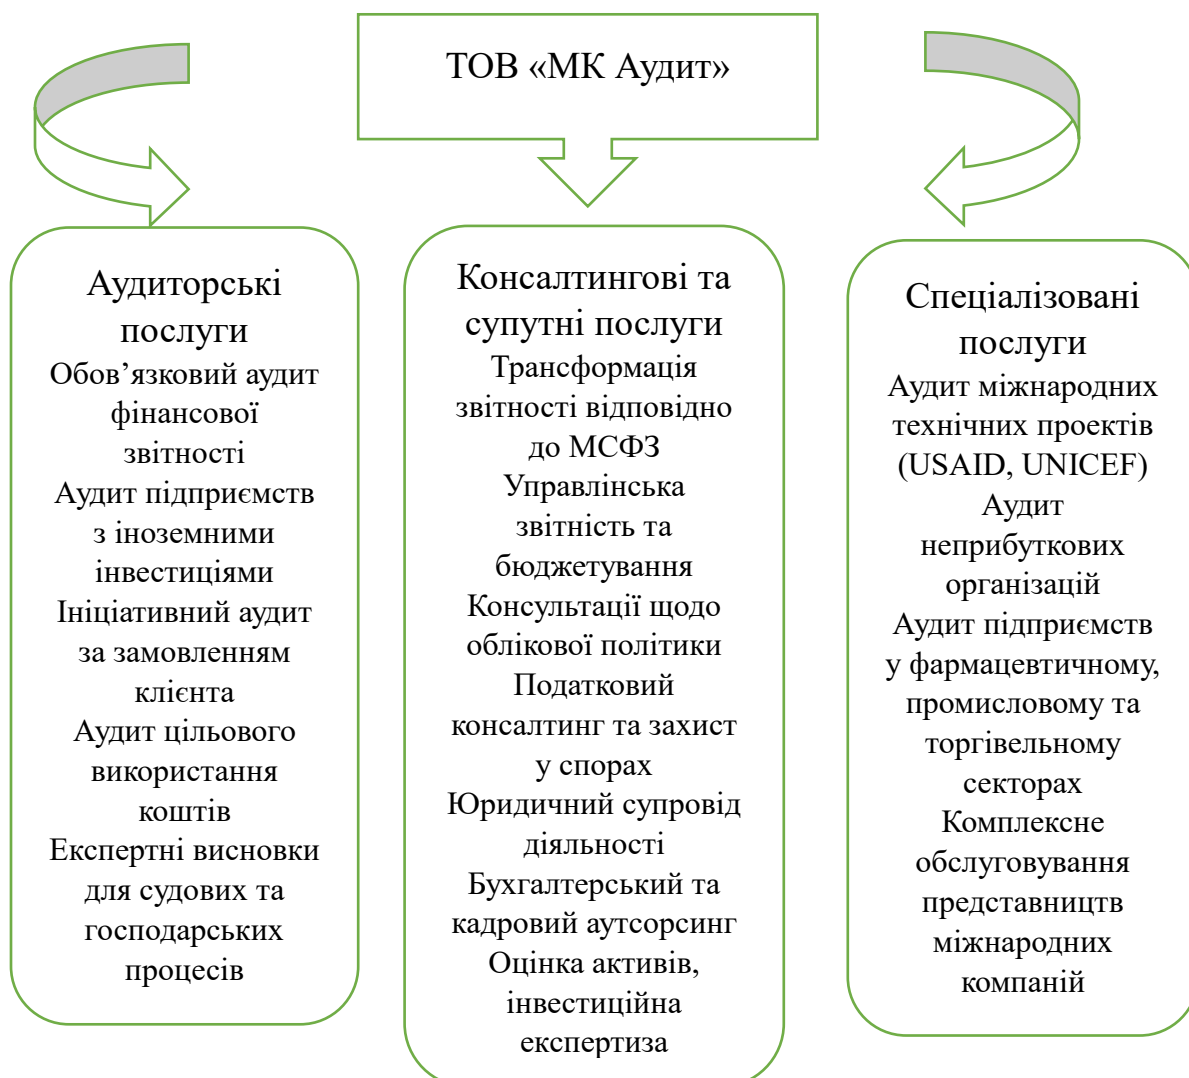 ТОВ «МК Аудит»
Аудиторські
послуги
Обов’язковий аудит
фінансової
звітності
Аудит підприємств
з іноземними
інвестиціями
Ініціативний аудит
за замовленням
клієнта
Аудит цільового
використання
коштів
Експертні висновки
для судових та
господарських
процесів
Консалтингові та
супутні послуги
Трансформація
звітності відповідно
до МСФЗ
Управлінська
звітність та
бюджетування
Консультації щодо
облікової політики
Податковий
консалтинг та захист
у спорах
Юридичний супровід
діяльності
Бухгалтерський та
кадровий аутсорсинг
Оцінка активів,
інвестиційна
експертиза
Спеціалізовані
послуги
Аудит міжнародних
технічних проектів
(USAID, UNICEF)
Аудит
неприбуткових
організацій
Аудит підприємств
у фармацевтичному,
промисловому та
торгівельному
секторах
Комплексне
обслуговування
представництв
міжнародних
компаній